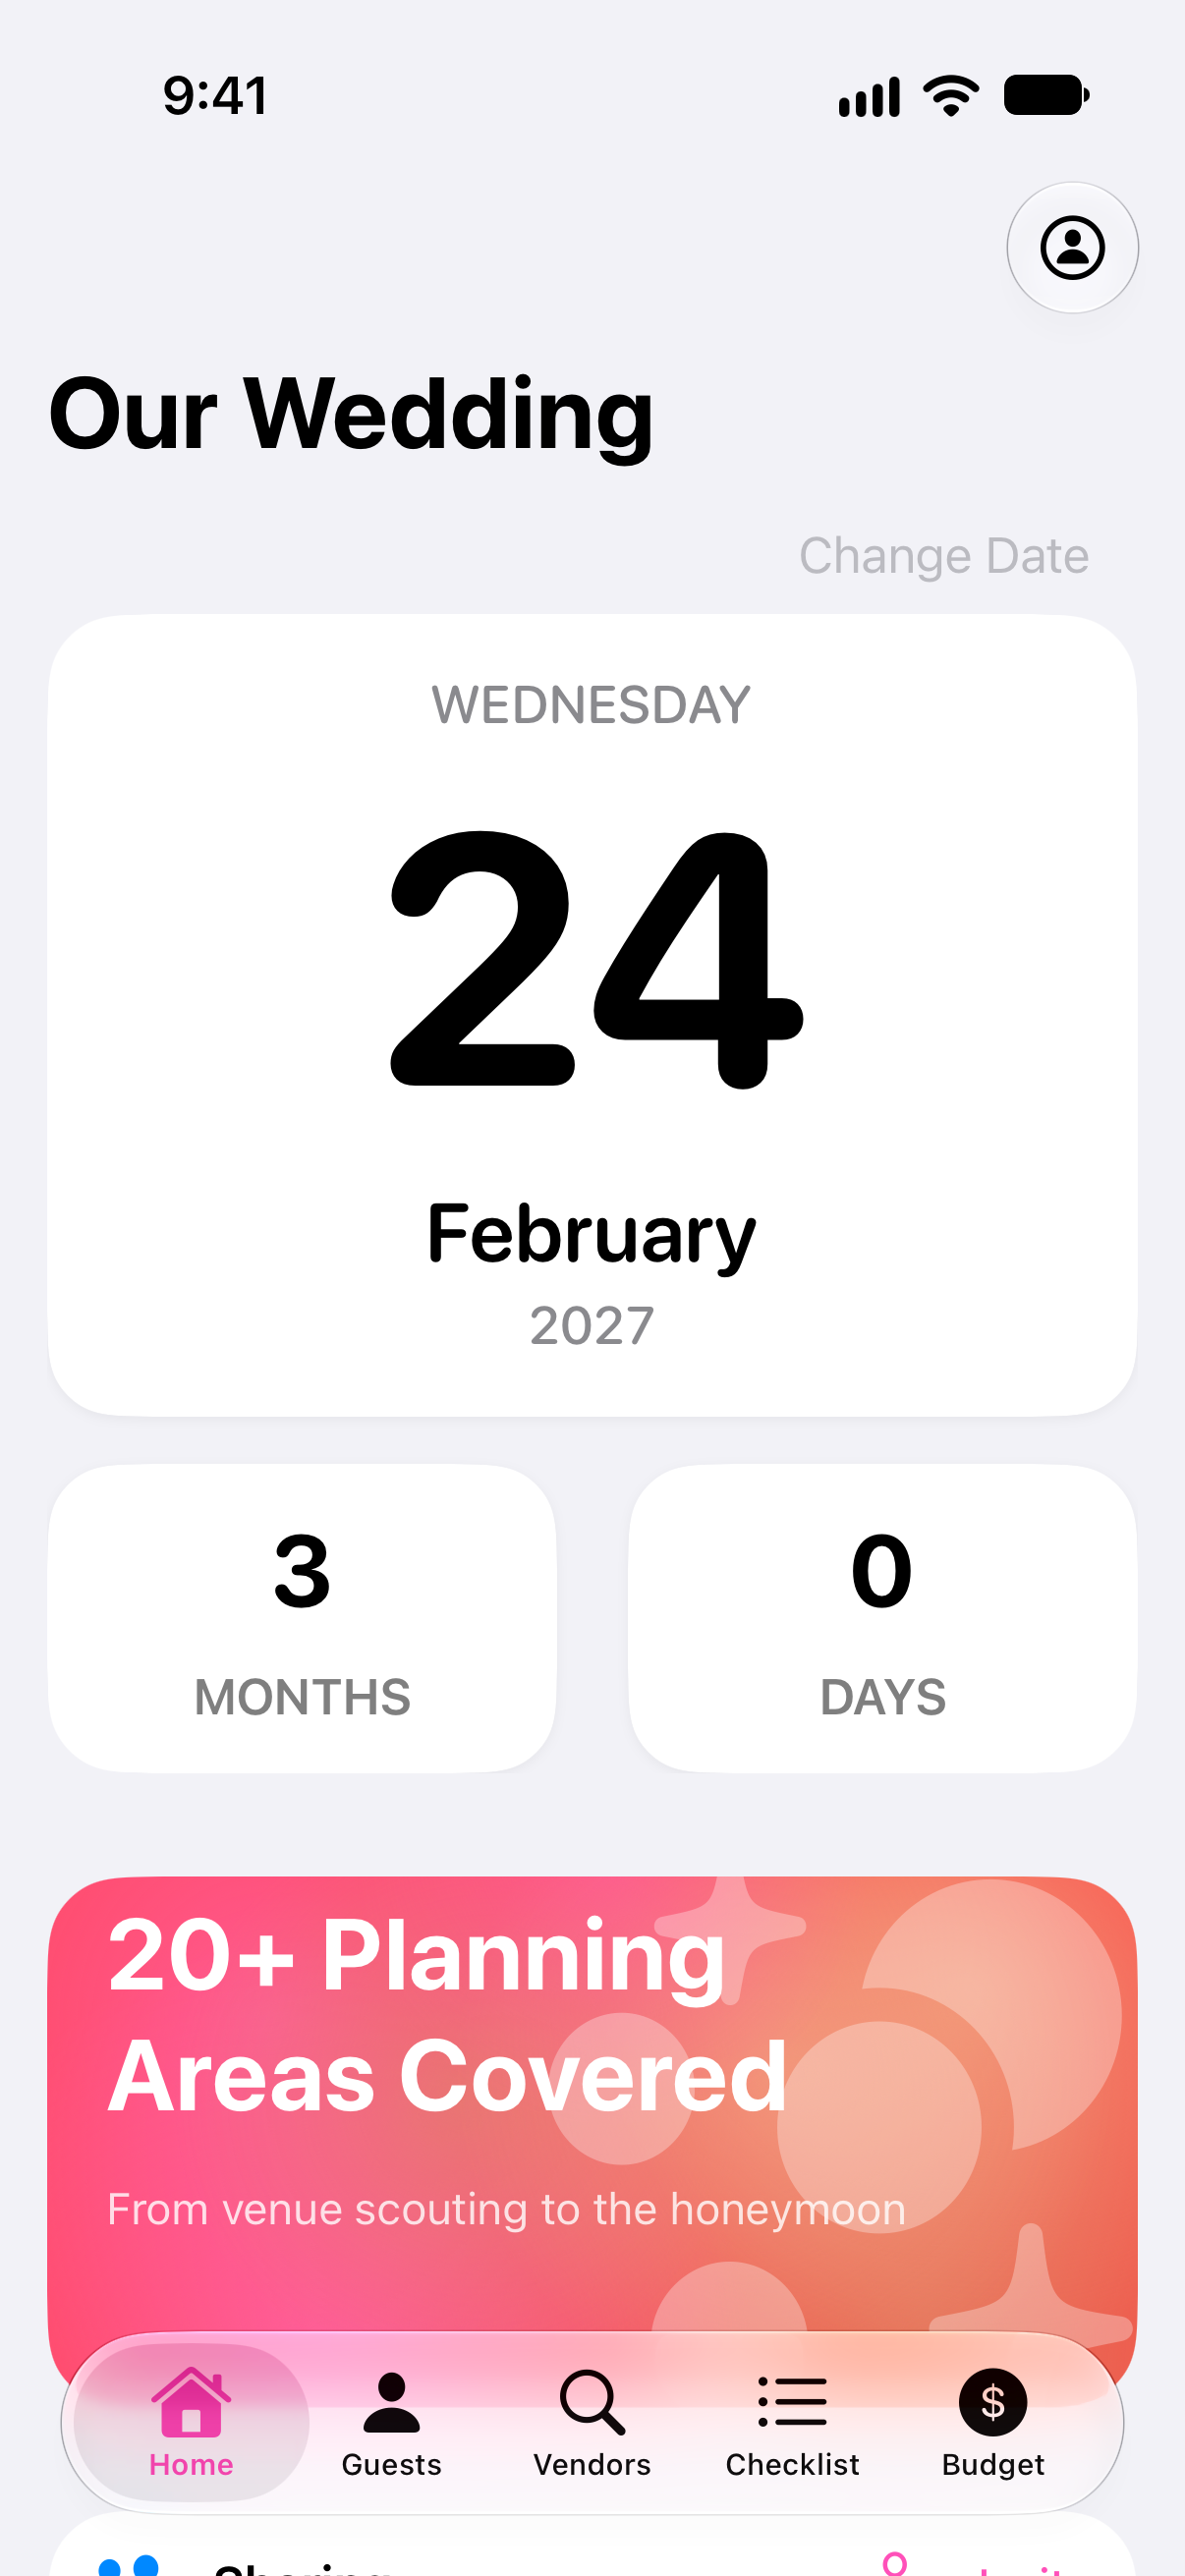 9:41
Our Wedding
Change Date
WEDNESDAY
24
February
2027
3
MONTHS
0
DAYS
20+ Planning
Areas Covered
From venue scouting to the honeymoon
$
Home
Guests
Vendors
Checklist
Budget